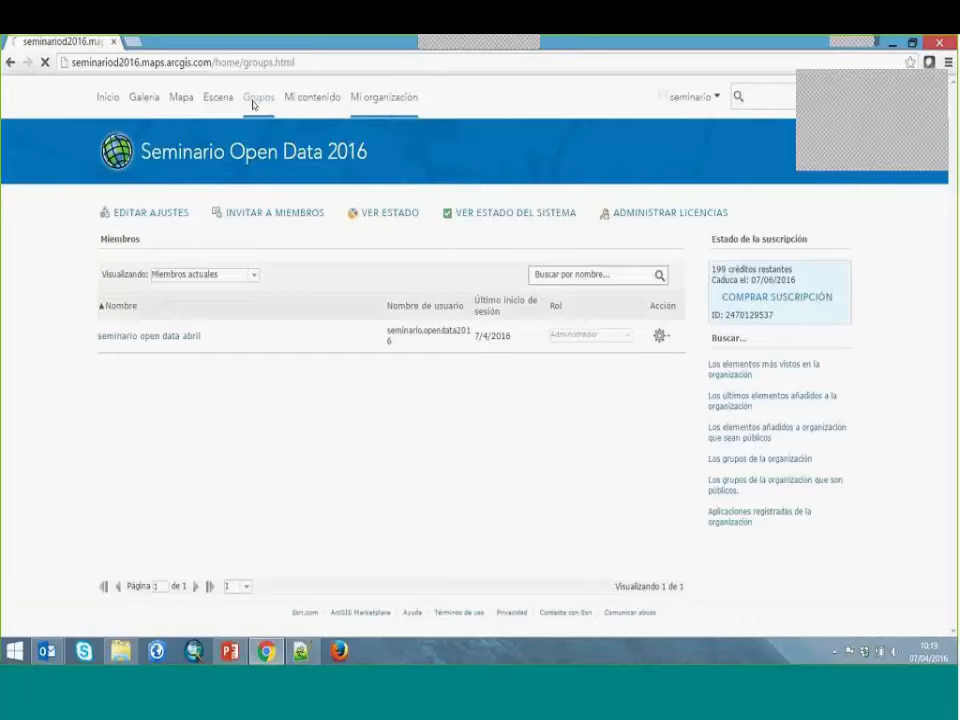 seminariod2016.ma
seminariod2016.maps.arcgis.com/home/groups.html
Inicio Galería Mapa Escena Grupos Mi contenido Mi organización seminario
Seminario Open Data 2016
EDITAR AJUSTES INVITAR A MIEMBROS VER ESTADO VER ESTADO DEL SISTEMA ADMINISTRAR LICENCIAS
Miembros
Visualizando: Miembros actuales Buscar por nombre...
Nombre Nombre de usuario Último inicio de sesión Rol Acción
seminario open data abril seminario.opendata2016 7/4/2016 Administrador
Estado de la suscripción
199 créditos restantes
Caduca el: 07/06/2016
COMPRAR SUSCRIPCIÓN
ID: 2470129537
Buscar...
Los elementos más vistos en la
organización
Los últimos elementos añadidos a la
organización
Los elementos añadidos a organizacion
que sean públicos
Los grupos de la organización
Los grupos de la organización que son
públicos.
Aplicaciones registradas de la
organización
Página 1 de 1 1 Visualizando 1 de 1
Esri.com ArcGIS Marketplace Ayuda Términos de uso Privacidad Contacte con Esri Comunicar abuso
10:19
07/04/2016